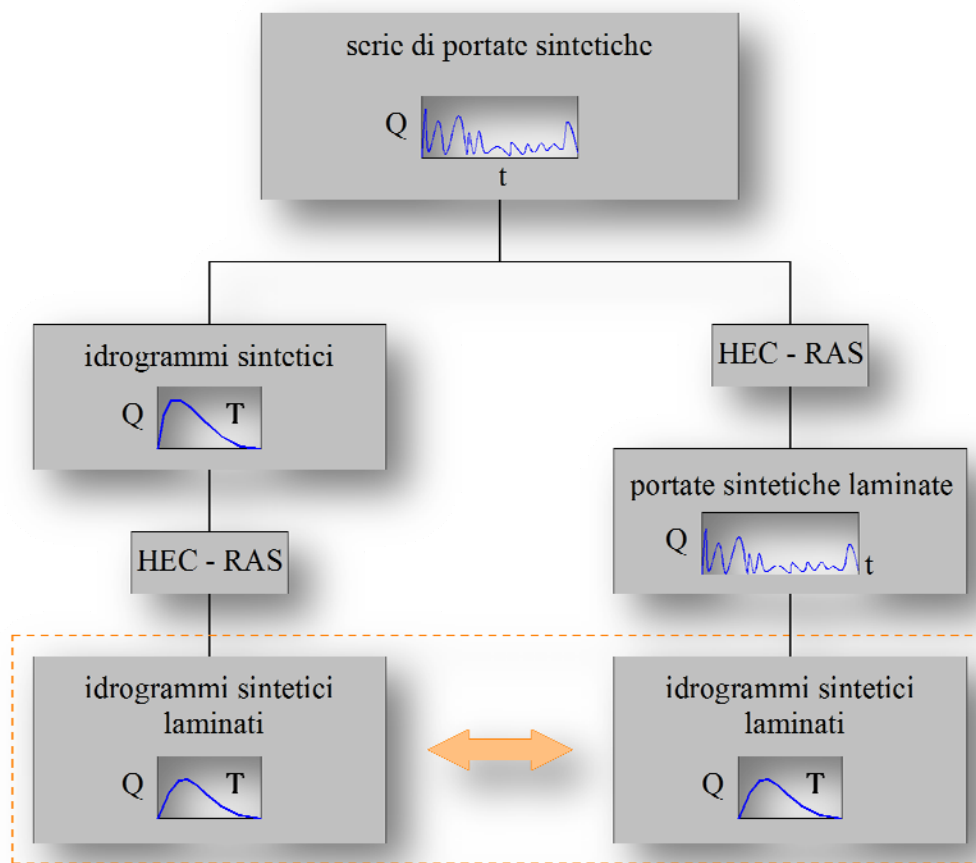 serie di portate sintetiche
Q
t
idrogrammi sintetici
Q T
HEC - RAS
HEC - RAS
portate sintetiche laminate
Q
t
idrogrammi sintetici
laminati
Q T
idrogrammi sintetici
laminati
Q T